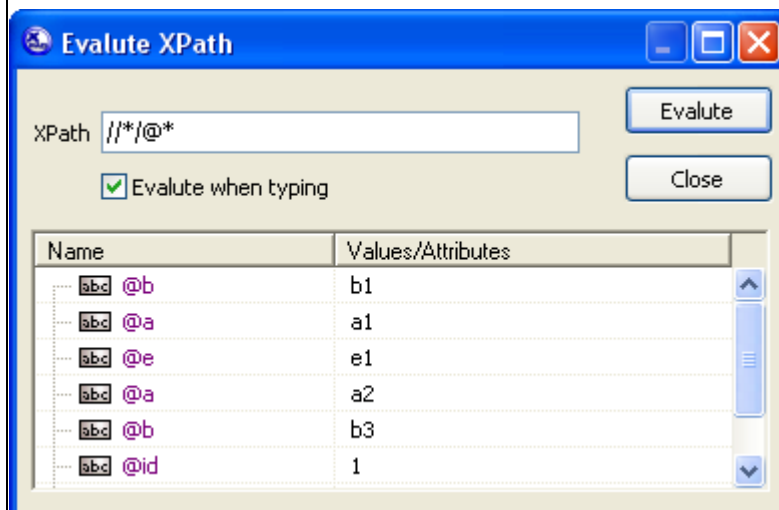 Evalute XPath
Evalute
XPath //*/@*
Evalute when typing
Close
Name Values/Attributes
abc @b b1
abc @a a1
abc @e e1
abc @a a2
abc @b b3
abc @id 1